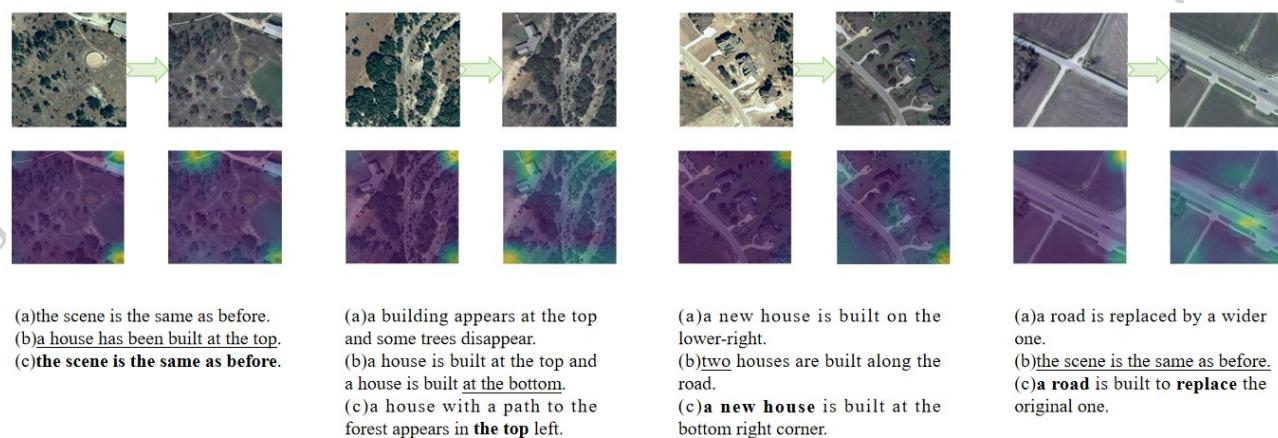 (a)the scene is the same as before.
(b)a house has been built at the top.
(c)the scene is the same as before.
(a)a building appears at the top
and some trees disappear.
(b)a house is built at the top and
a house is built at the bottom.
(c)a house with a path to the
forest appears in the top left.
(a)a new house is built on the
lower-right.
(b)two houses are built along the
road.
(c)a new house is built at the
bottom right corner.
(a)a road is replaced by a wider
one.
(b)the scene is the same as before.
(c)a road is built to replace the
original one.